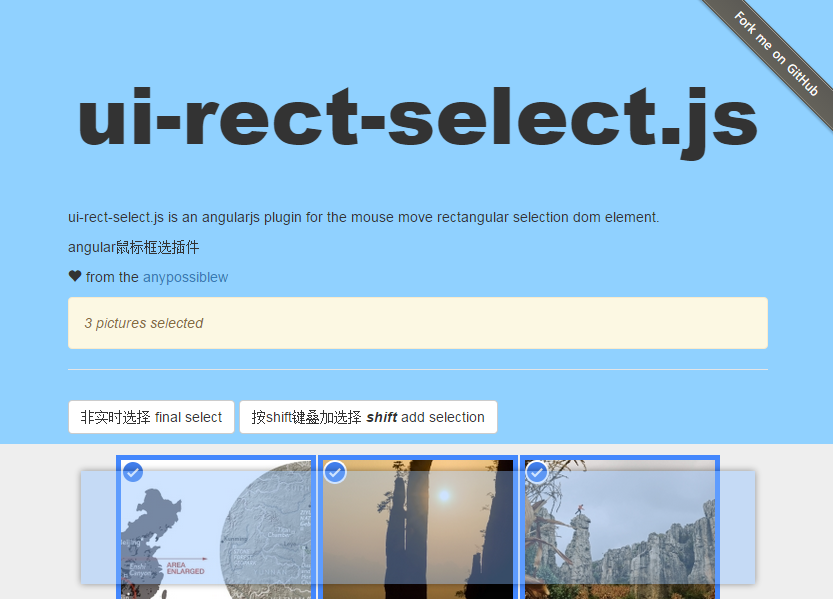 Fork me on GitHub
ui-rect-select.js
ui-rect-select.js is an angularjs plugin for the mouse move rectangular selection dom element.
angular鼠标框选插件
♥ from the anypossiblew
3 pictures selected
非实时选择 final select
按shift键叠加选择 shift add selection
Kunming
AREA
ENLARGED